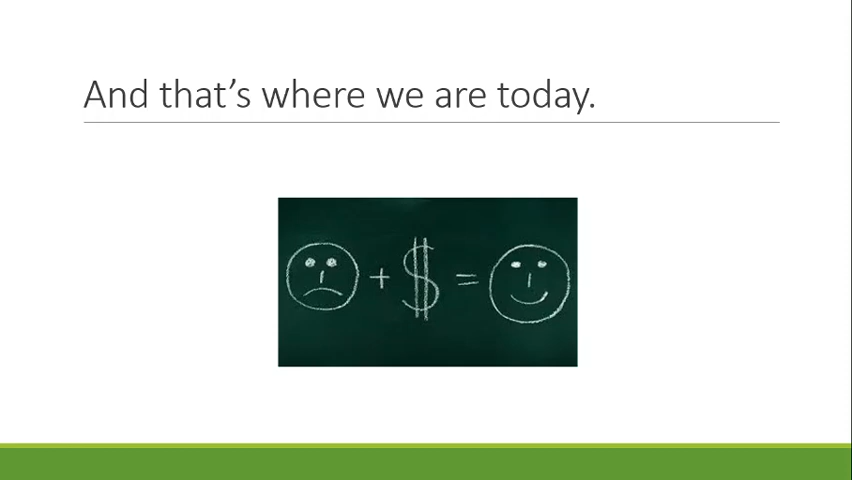 And that’s where we are today.
+ $ =